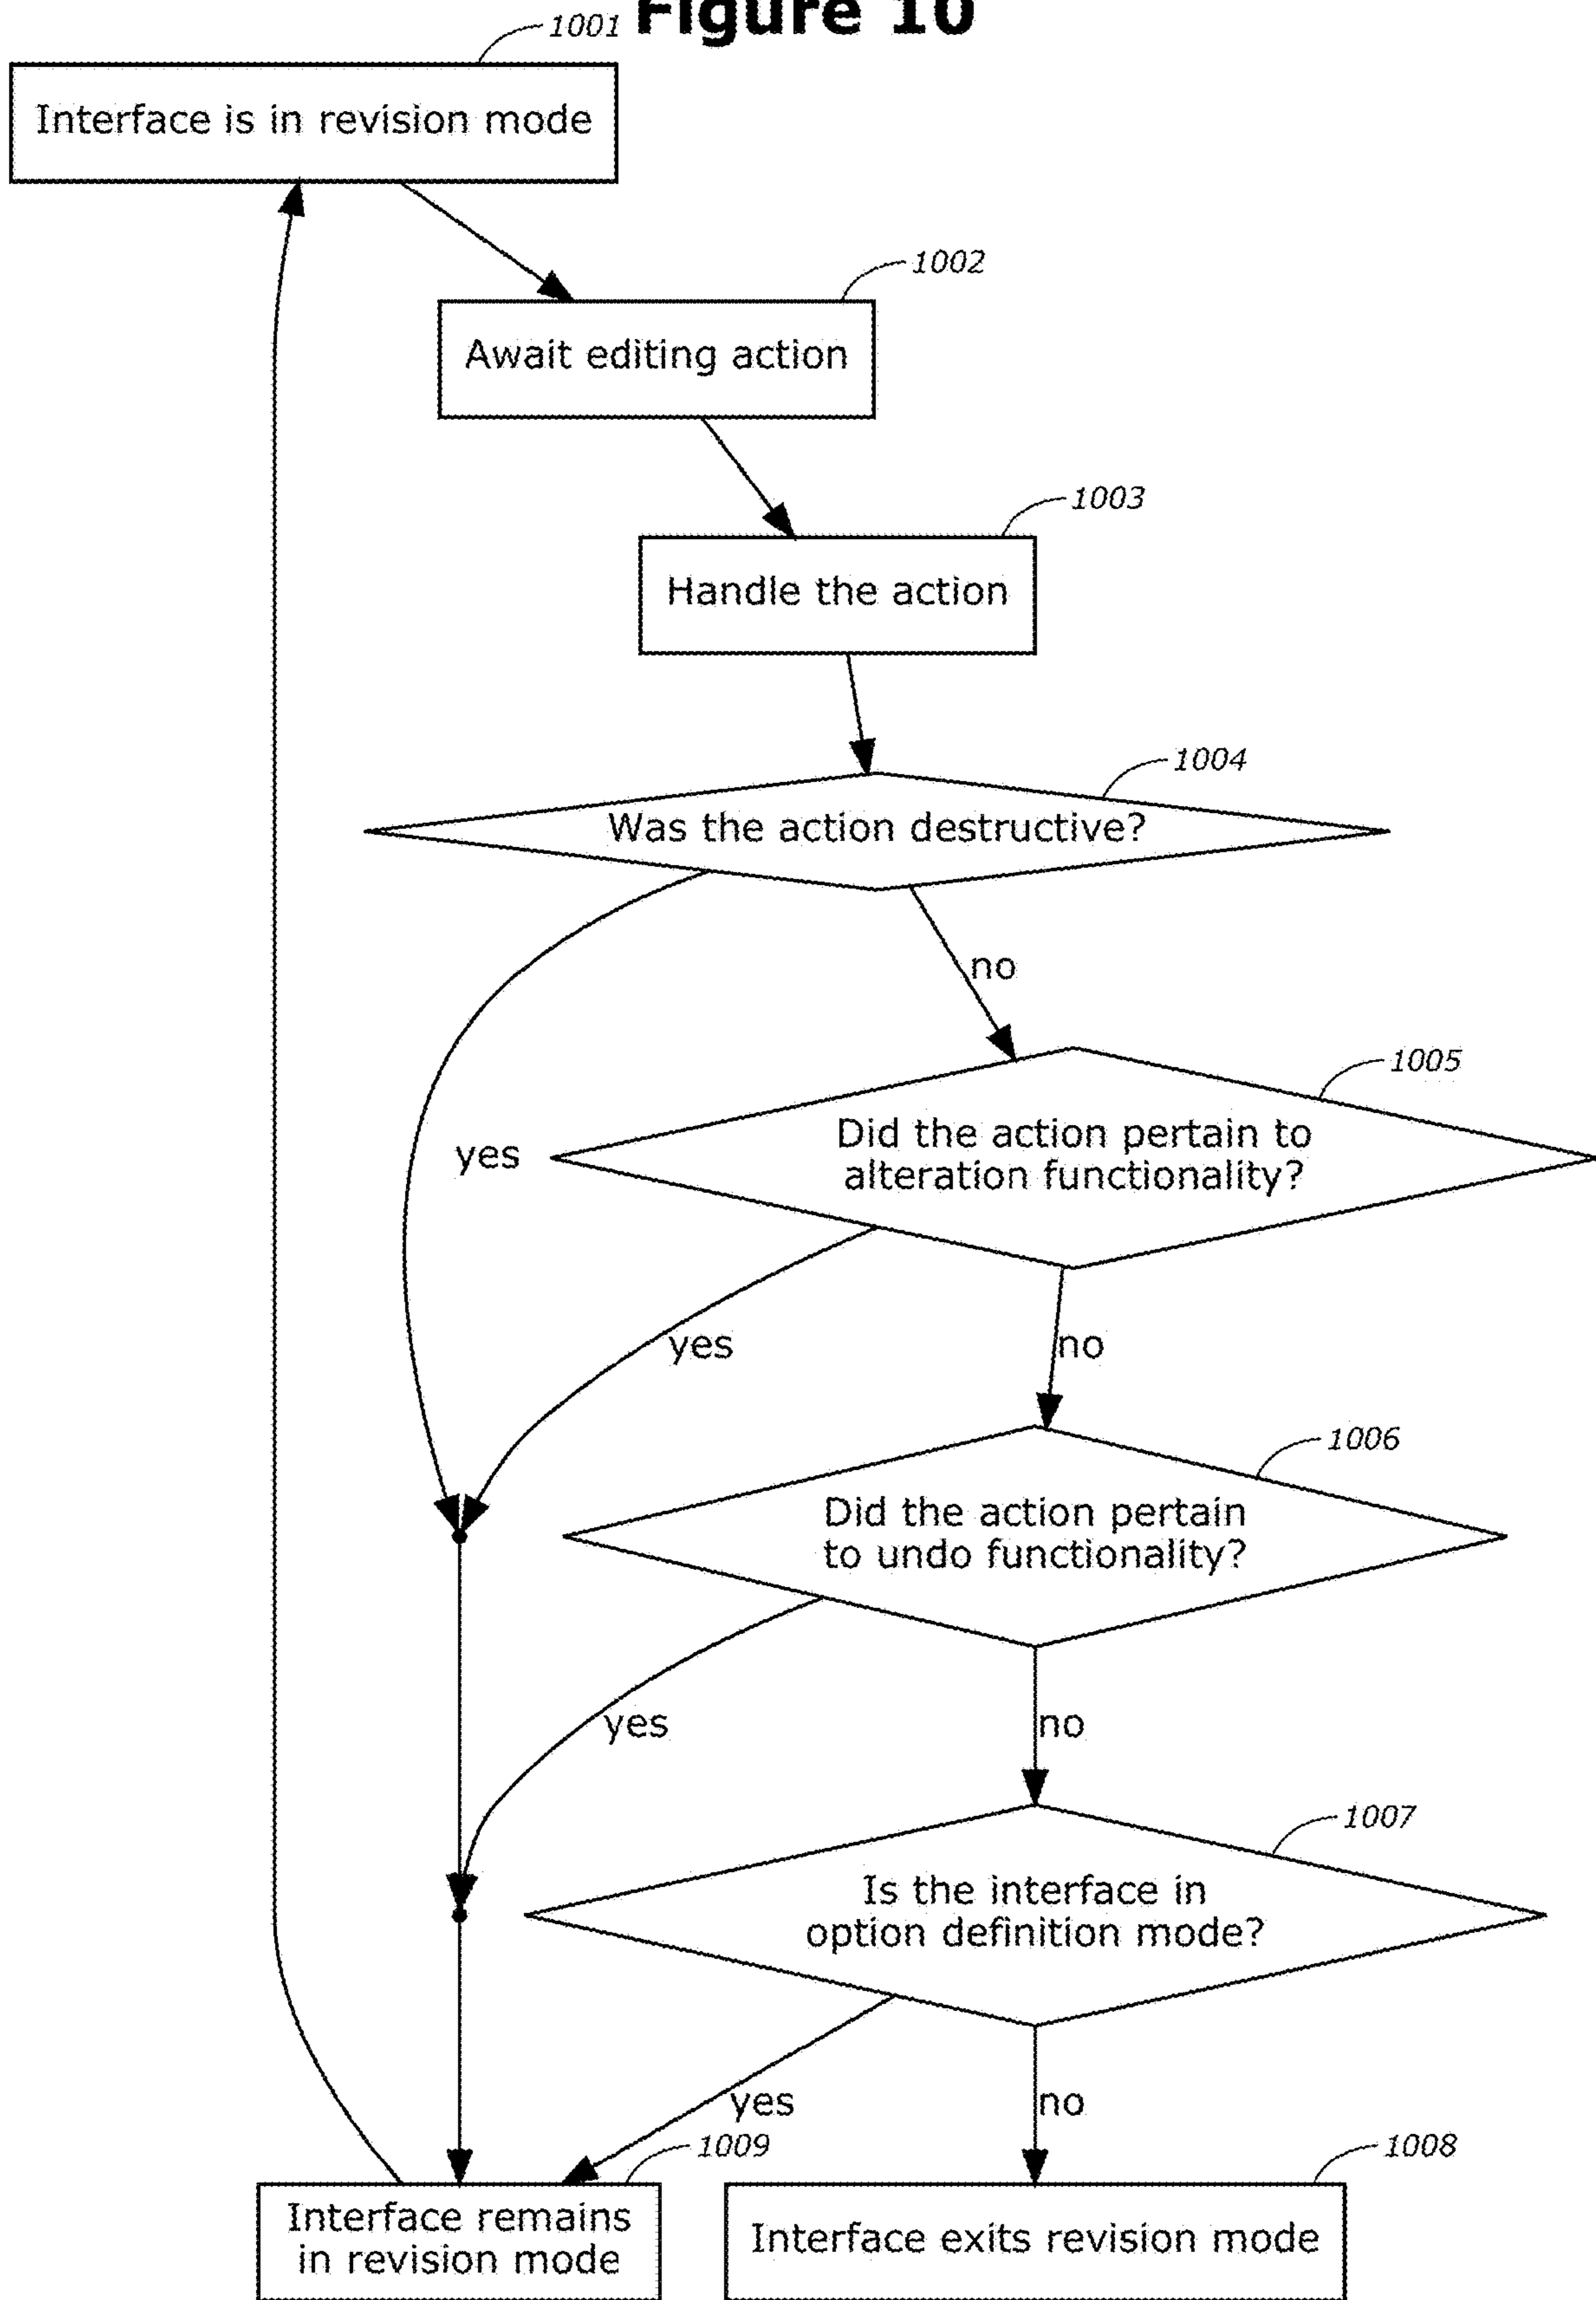 Figure 10
1001
Interface is in revision mode
1002
Await editing action
1003
Handle the action
1004
Was the action destructive?
no
1005
Did the action pertain to
alteration functionality?
yes
yes
no
1006
Did the action pertain
to undo functionality?
yes
no
1007
Is the interface in
option definition mode?
yes
no
1009
1008
Interface remains
in revision mode
Interface exits revision mode